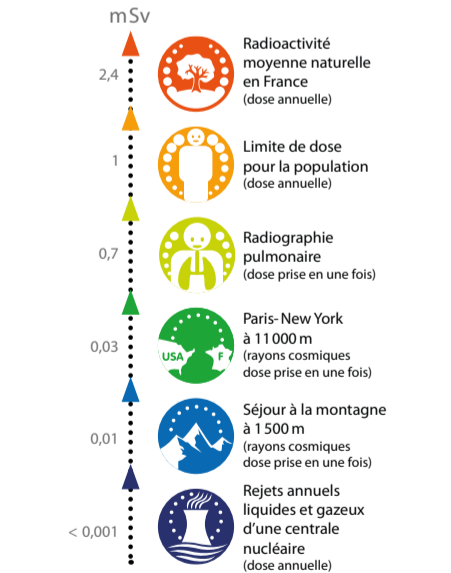 mSv
2,4
Radioactivité
moyenne naturelle
en France
(dose annuelle)
1
Limite de dose
pour la population
(dose annuelle)
0,7
Radiographie
pulmonaire
(dose prise en une fois)
0,03
USA
F
Paris-New York
à 11 000 m
(rayons cosmiques
dose prise en une fois)
0,01
Séjour à la montagne
à 1 500 m
(rayons cosmiques
dose prise en une fois)
< 0,001
Rejets annuels
liquides et gazeux
d'une centrale
nucléaire
(dose annuelle)